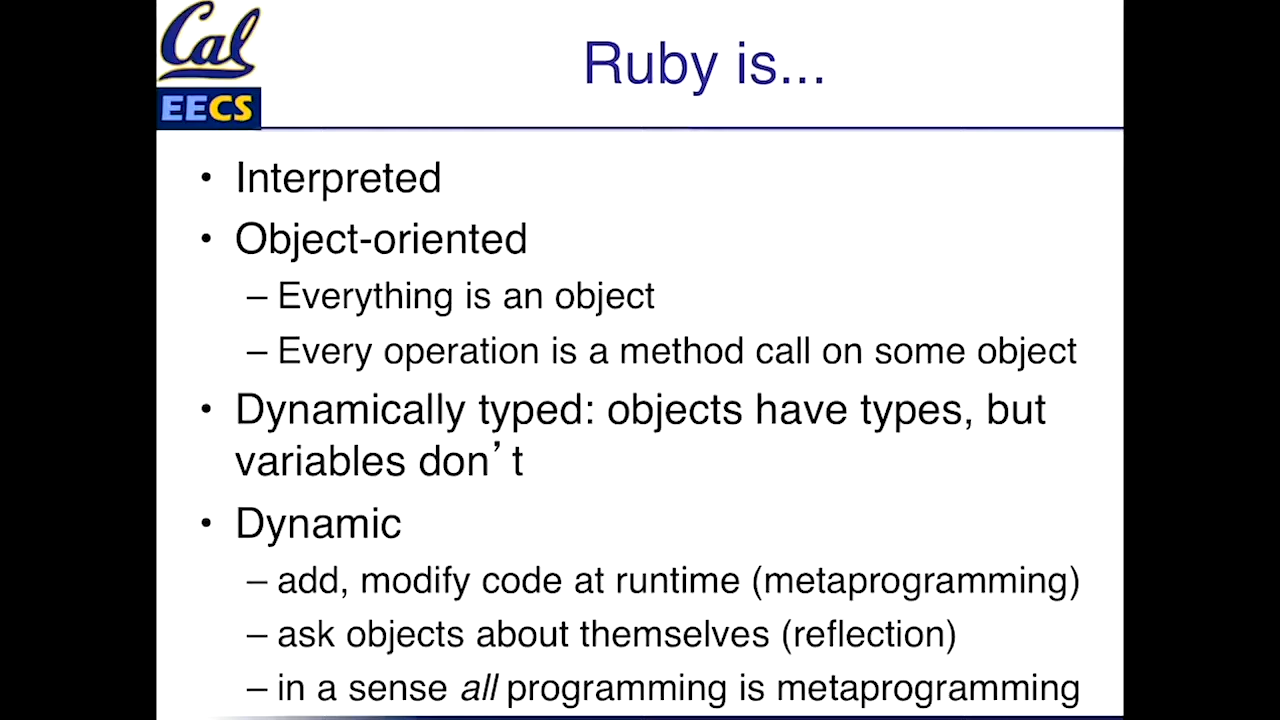 Cal
EECS
Ruby is...
• Interpreted
• Object-oriented
– Everything is an object
– Every operation is a method call on some object
• Dynamically typed: objects have types, but
variables don’t
• Dynamic
– add, modify code at runtime (metaprogramming)
– ask objects about themselves (reflection)
– in a sense all programming is metaprogramming